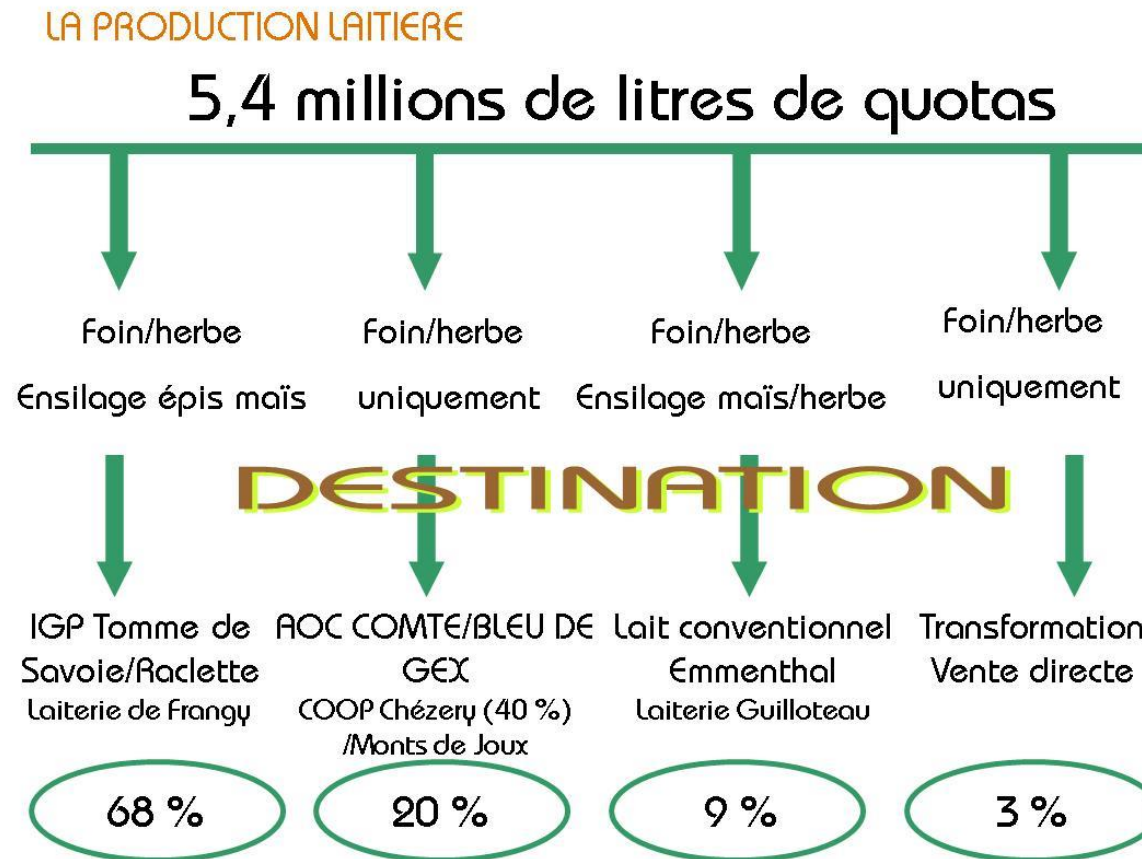 LA PRODUCTION LAITIERE
5,4 millions de litres de quotas
Foin/herbe
Ensilage épis maïs
Foin/herbe
uniquement
Foin/herbe
Ensilage maïs/herbe
Foin/herbe
uniquement
DESTINATION
IGP Tomme de
Savoie/Raclette
Laiterie de Frangy
AOC COMTE/BLEU DE
GEX
COOP Chézery (40 %)
/Monts de Joux
Lait conventionnel
Emmenthal
Laiterie Guilloteau
Transformation
Vente directe
68 %
20 %
9 %
3 %